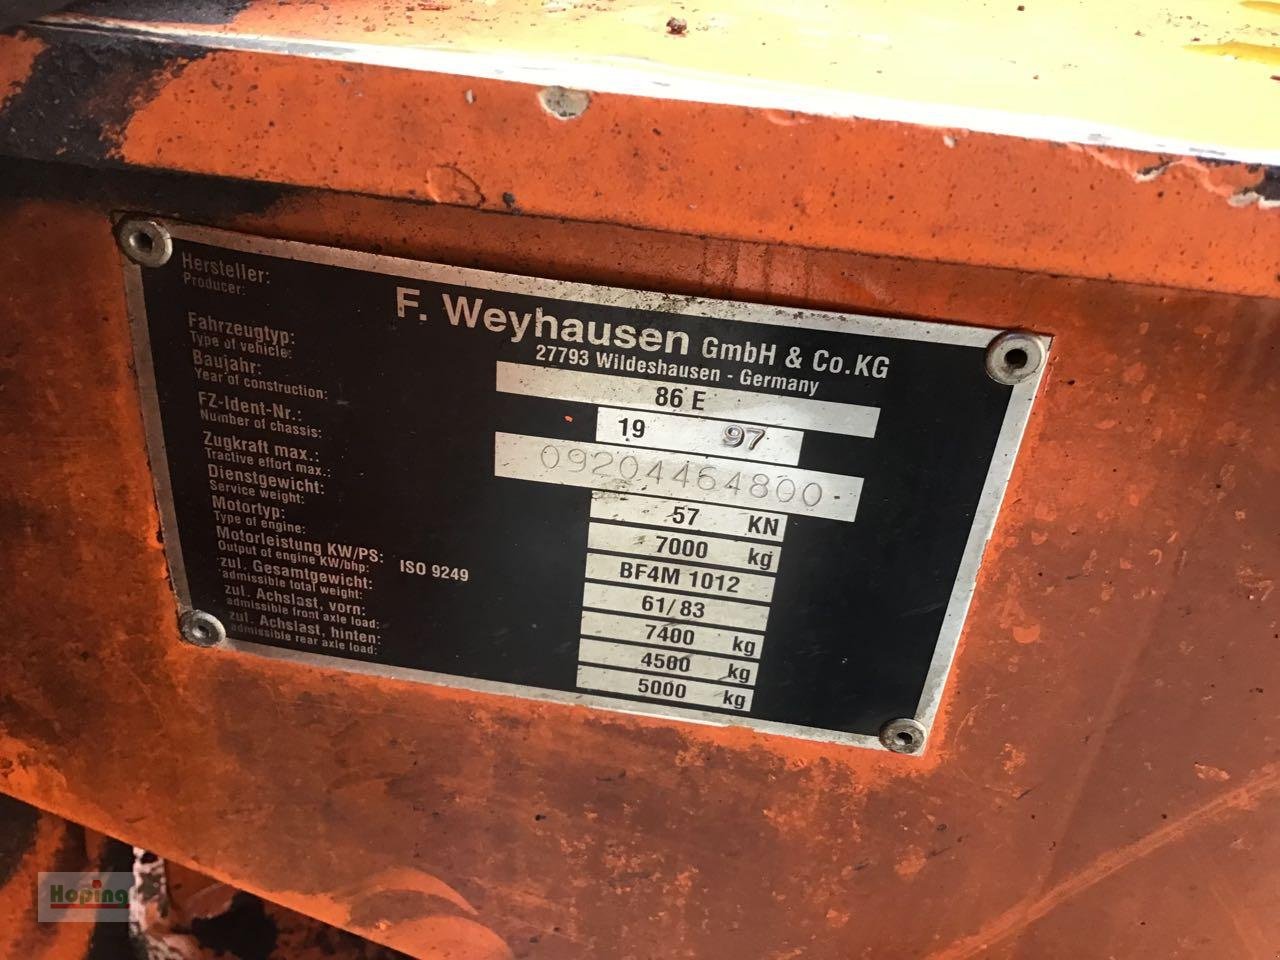 Hersteller:
Producer:
F. Weyhausen GmbH & Co.KG
27793 Wildeshausen - Germany
Fahrzeugtyp:
Type of vehicle:
86 E
Baujahr:
Year of construction:
19 97
FZ-Ident-Nr.:
Number of chassis:
09204464800
Zugkraft max.:
Tractive effort max.:
57 KN
Dienstgewicht:
Service weight:
7000 kg
Motortyp:
Type of engine:
BF4M 1012
Motorleistung KW/PS: ISO 9249
Output of engine KW/bhp:
61/83
zul. Gesamtgewicht:
admissible total weight:
7400 kg
zul. Achslast, vorn:
admissible front axle load:
4500 kg
zul. Achslast, hinten:
admissible rear axle load:
5000 kg
Hoping